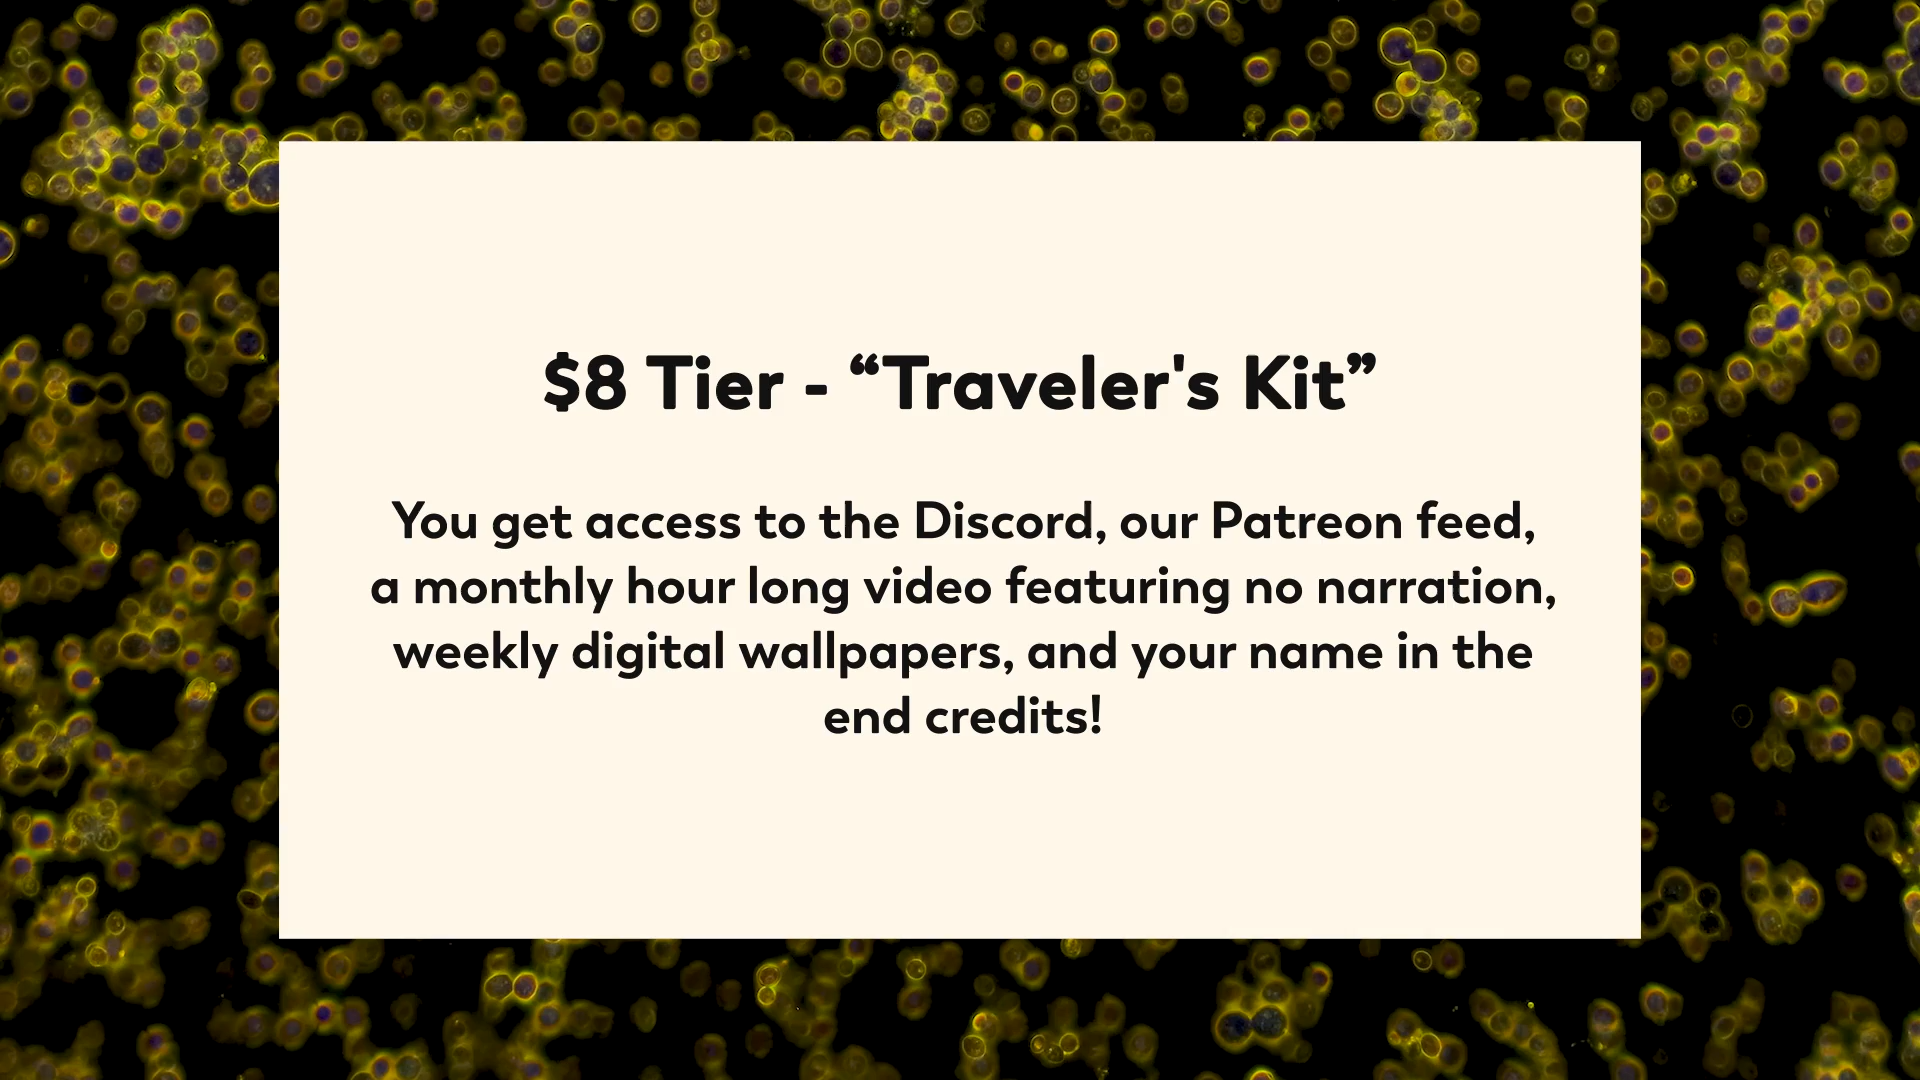 $8 Tier - “Traveler's Kit”
You get access to the Discord, our Patreon feed,
a monthly hour long video featuring no narration,
weekly digital wallpapers, and your name in the
end credits!